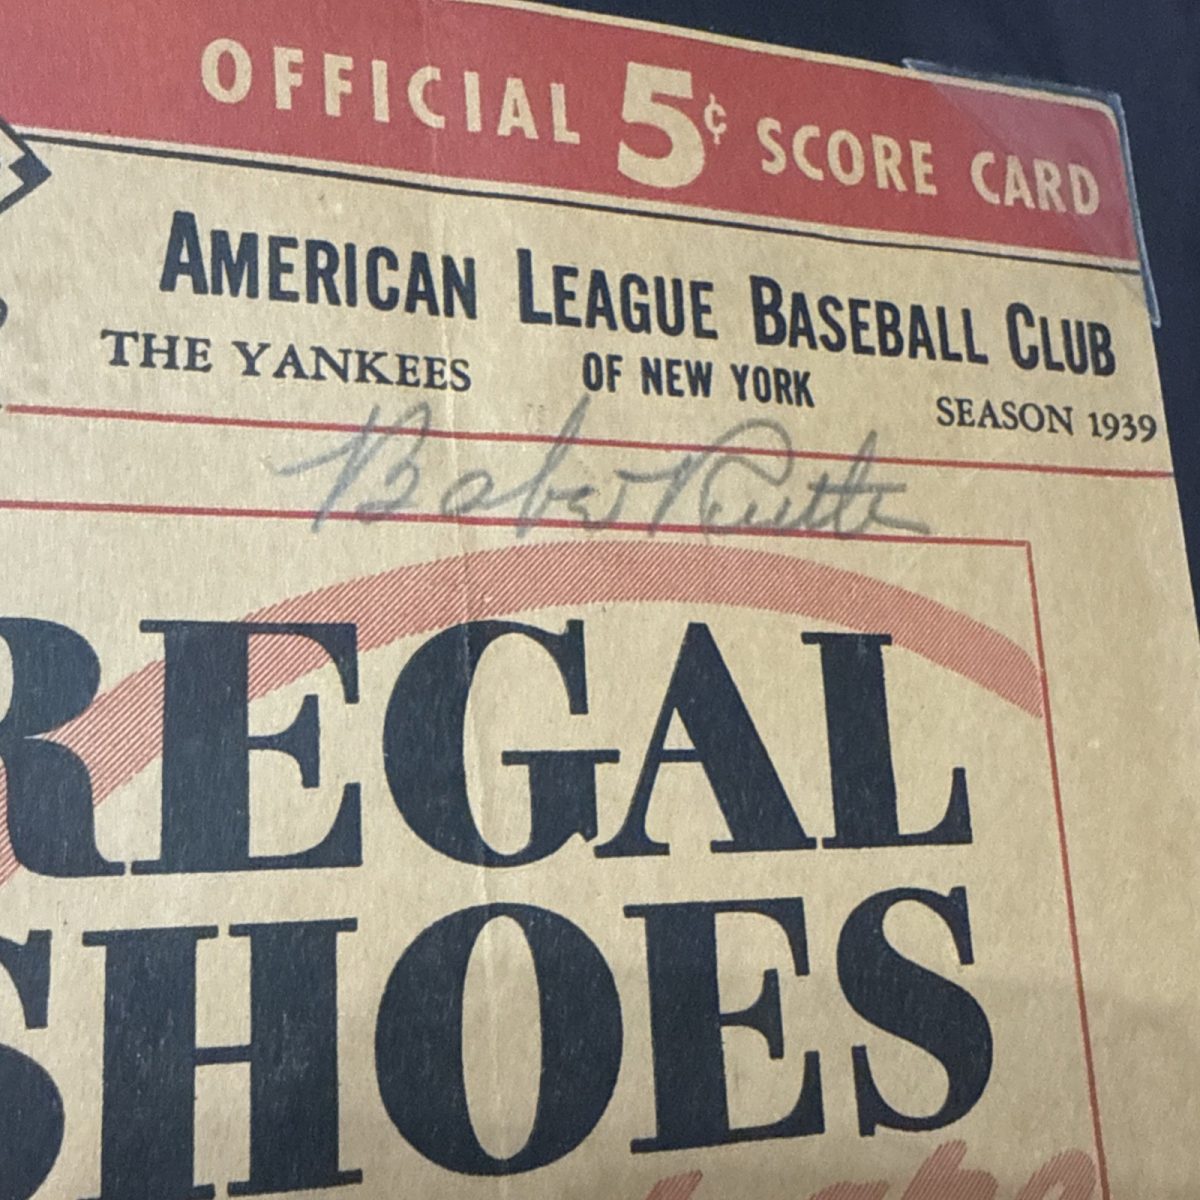 OFFICIAL 5¢ SCORE CARD
AMERICAN LEAGUE BASEBALL CLUB
THE YANKEES OF NEW YORK SEASON 1939
Babe Ruth
REGAL
SHOES